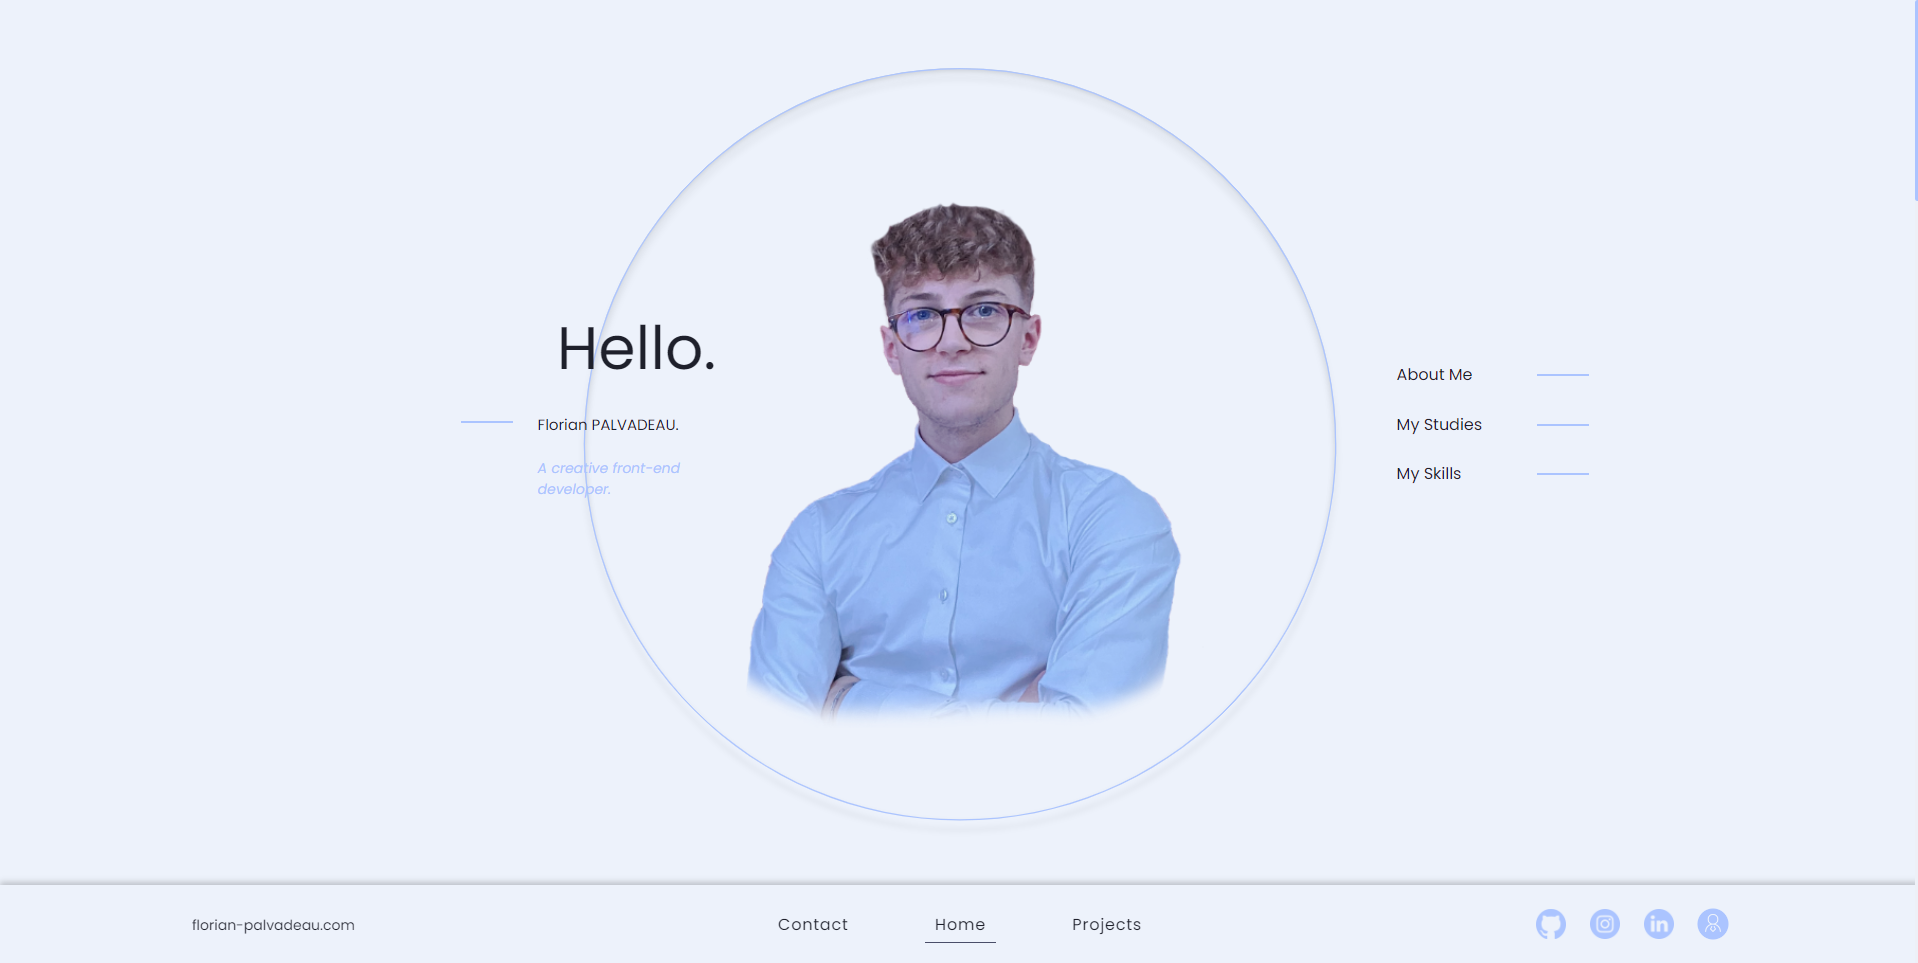 Hello.
Florian PALVADEAU.
A creative front-end
developer.
About Me
My Studies
My Skills
florian-palvadeau.com
Contact
Home
Projects
in